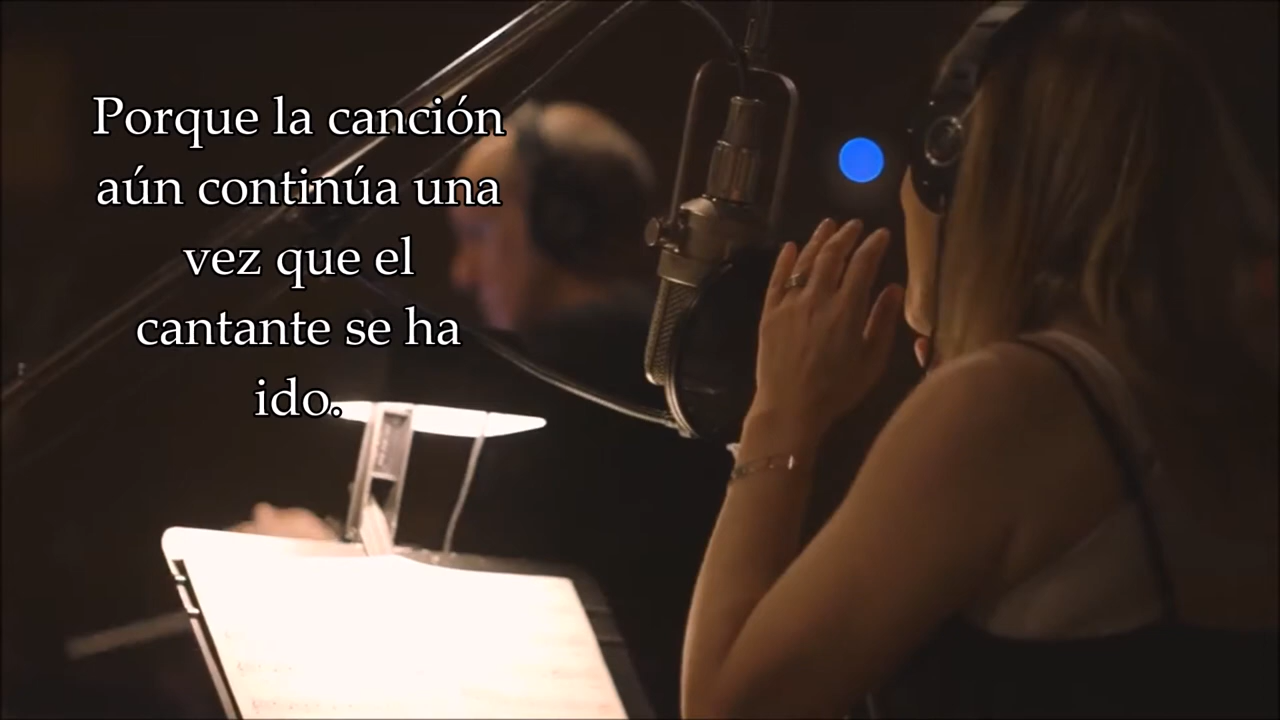 Porque la canción
aún continúa una
vez que el
cantante se ha
ido.